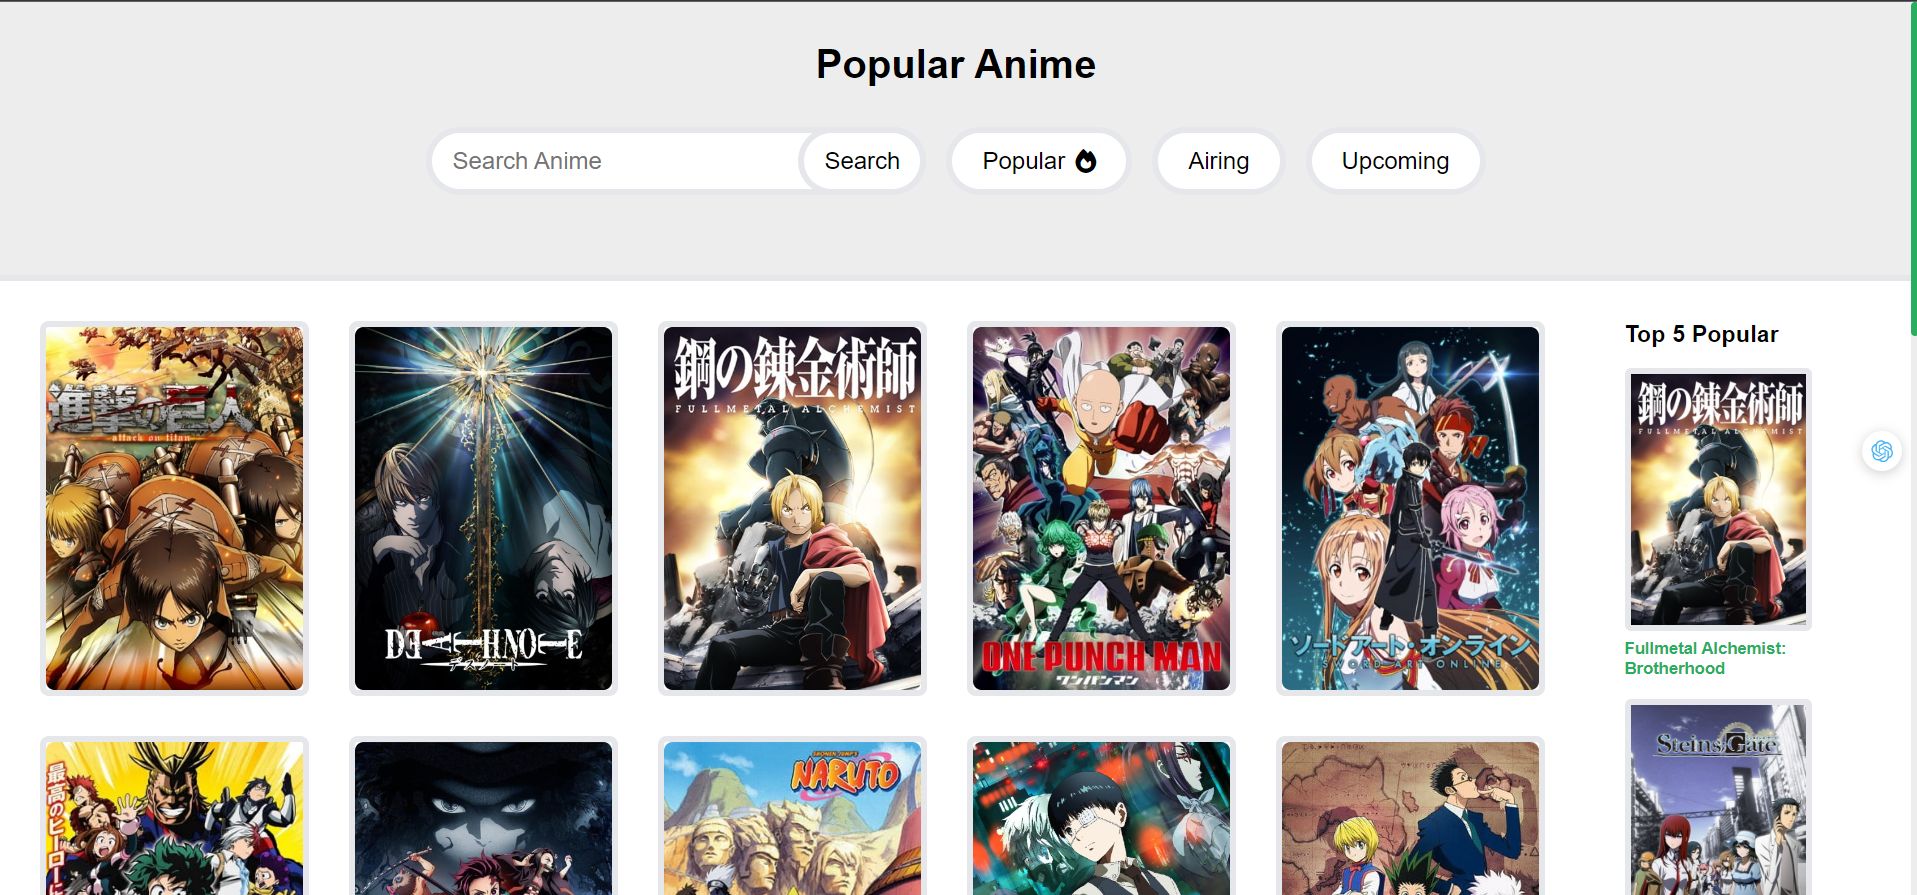 Popular Anime
Search Anime
Search
Popular
Airing
Upcoming
進撃の巨人
attack on titan
DEATH NOTE
デスノート
鋼の錬金術師
FULLMETAL ALCHEMIST
ONE PUNCH MAN
ワンパンマン
ソードアート・オンライン
SWORD ART ONLINE
Top 5 Popular
鋼の錬金術師
FULLMETAL ALCHEMIST
Fullmetal Alchemist:
Brotherhood
最高のヒーローに
SHONEN JUMP'S
NARUTO
Steins;Gate